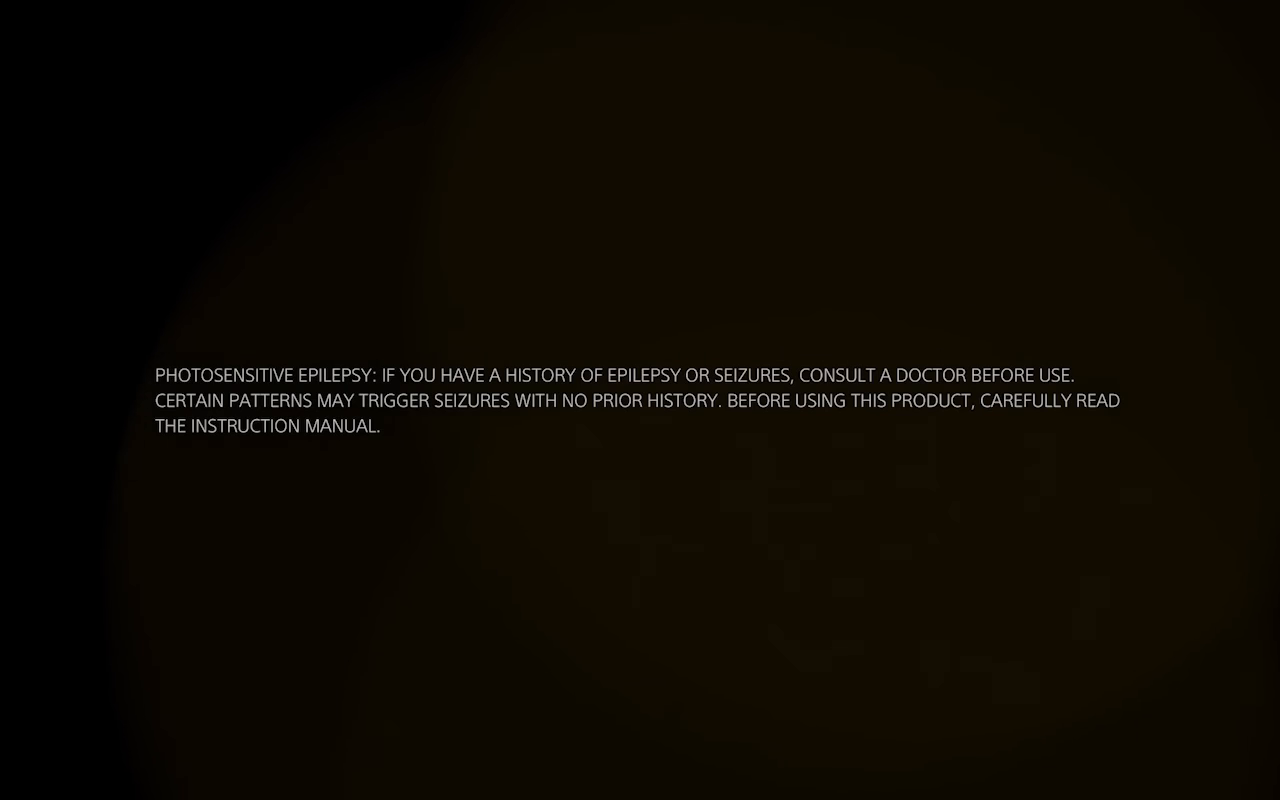 PHOTOSENSITIVE EPILEPSY: IF YOU HAVE A HISTORY OF EPILEPSY OR SEIZURES, CONSULT A DOCTOR BEFORE USE.
CERTAIN PATTERNS MAY TRIGGER SEIZURES WITH NO PRIOR HISTORY. BEFORE USING THIS PRODUCT, CAREFULLY READ
THE INSTRUCTION MANUAL.